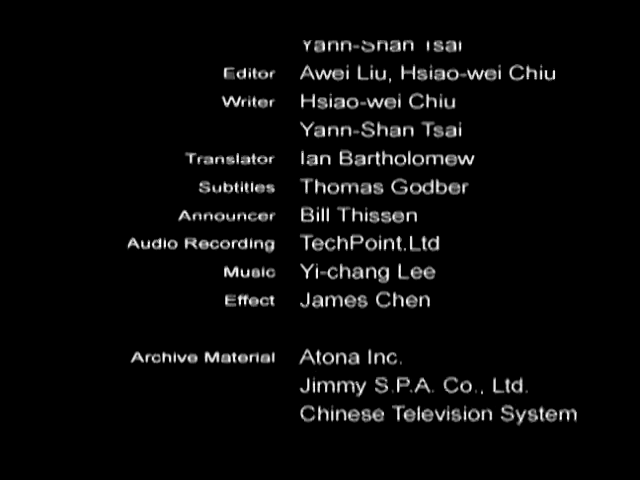 Yann-Shan Tsai
Editor Awei Liu, Hsiao-wei Chiu
Writer Hsiao-wei Chiu
Yann-Shan Tsai
Translator Ian Bartholomew
Subtitles Thomas Godber
Announcer Bill Thissen
Audio Recording TechPoint.Ltd
Music Yi-chang Lee
Effect James Chen
Archive Material Atona Inc.
Jimmy S.P.A. Co., Ltd.
Chinese Television System